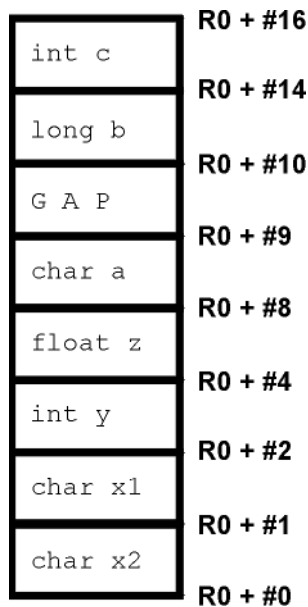 R0 + #16
int c
R0 + #14
long b
R0 + #10
G A P
R0 + #9
char a
R0 + #8
float z
R0 + #4
int y
R0 + #2
char x1
R0 + #1
char x2
R0 + #0